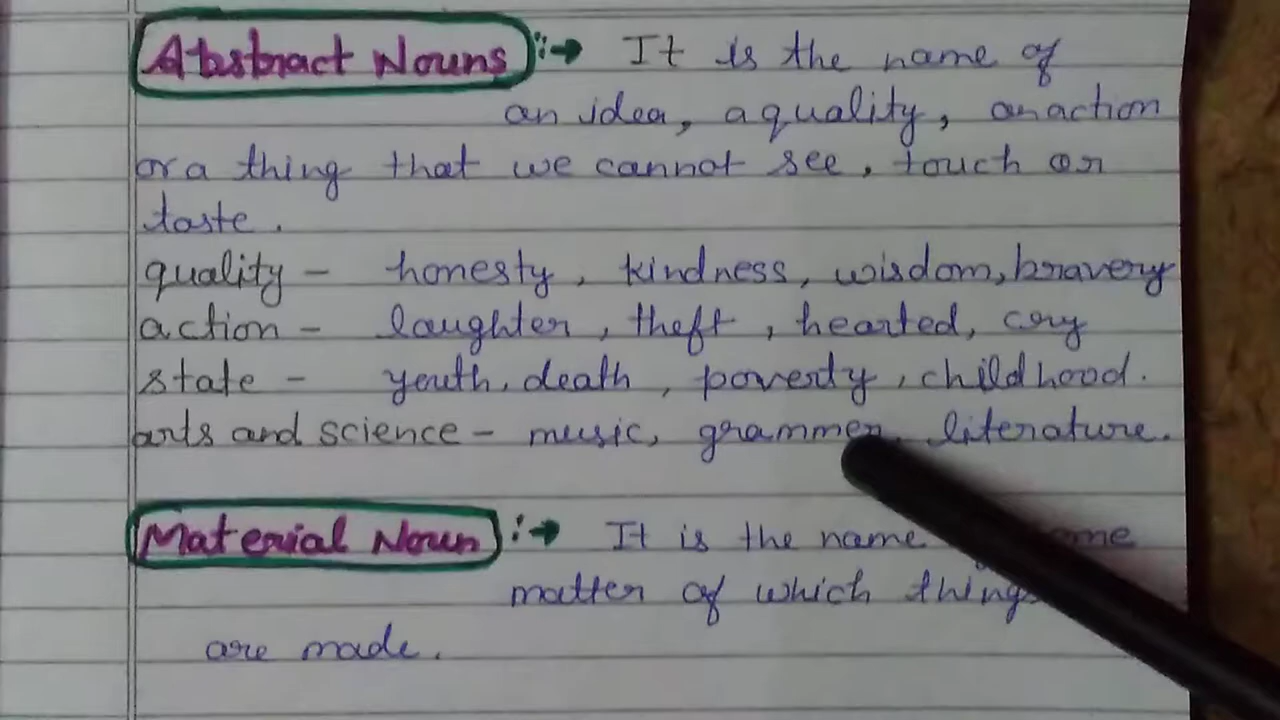 Abstract Nouns :→ It is the name of
an idea, a quality, an action
or a thing that we cannot see, touch or
taste.
quality - honesty, kindness, wisdom, bravery
action - laughter, theft, hearted, cry
state - youth, death, poverty, childhood.
arts and science - music, grammer, literature.
Material Noun :→ It is the name
matter of which things
are made.